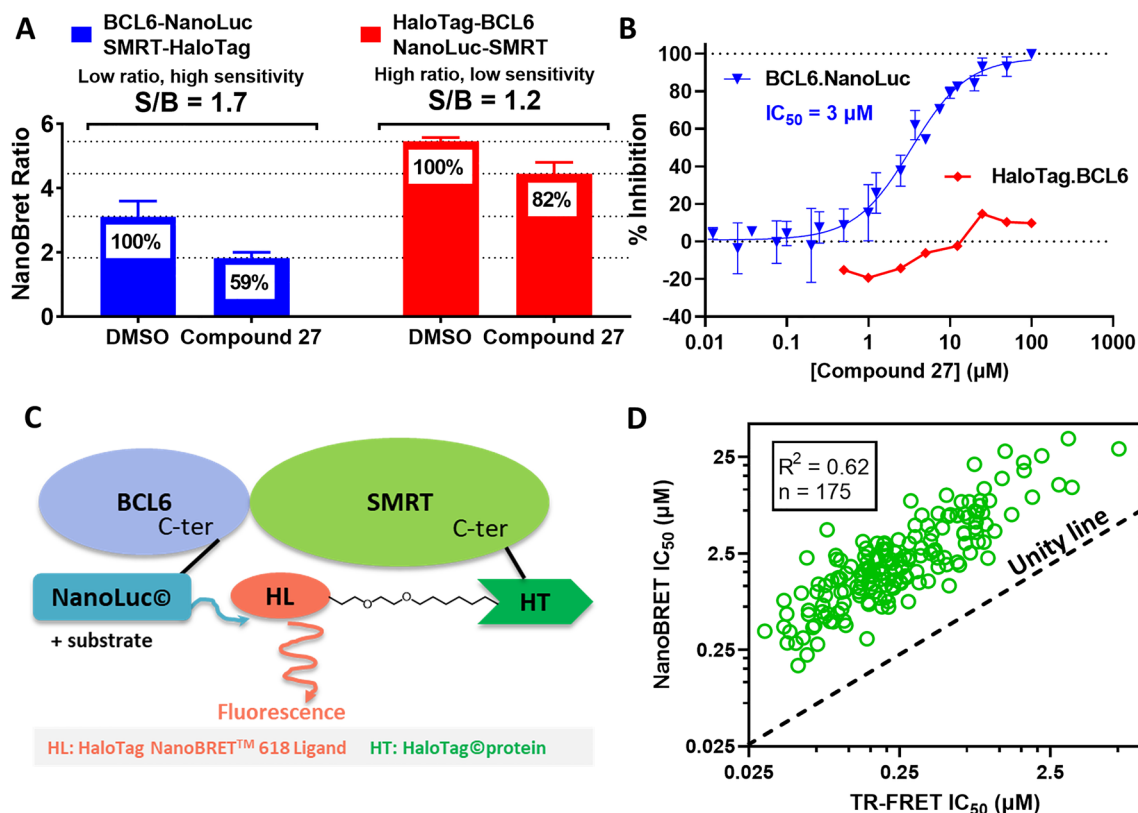 A
BCL6-NanoLuc
SMRT-HaloTag
Low ratio, high sensitivity
S/B = 1.7
HaloTag-BCL6
NanoLuc-SMRT
High ratio, low sensitivity
S/B = 1.2
NanoBret Ratio
6
4
2
0
100%
59%
100%
82%
DMSO
Compound 27
DMSO
Compound 27
B
% Inhibition
100
80
60
40
20
0
-20
-40
BCL6.NanoLuc
IC50 = 3 µM
HaloTag.BCL6
0.01
0.1
1
10
100
1000
[Compound 27] (µM)
C
BCL6
C-ter
SMRT
C-ter
NanoLuc©
+ substrate
HL
O
O
HT
Fluorescence
HL: HaloTag NanoBRET™ 618 Ligand
HT: HaloTag©protein
D
NanoBRET IC50 (µM)
25
2.5
0.25
0.025
R2 = 0.62
n = 175
Unity line
0.025
0.25
2.5
TR-FRET IC50 (µM)